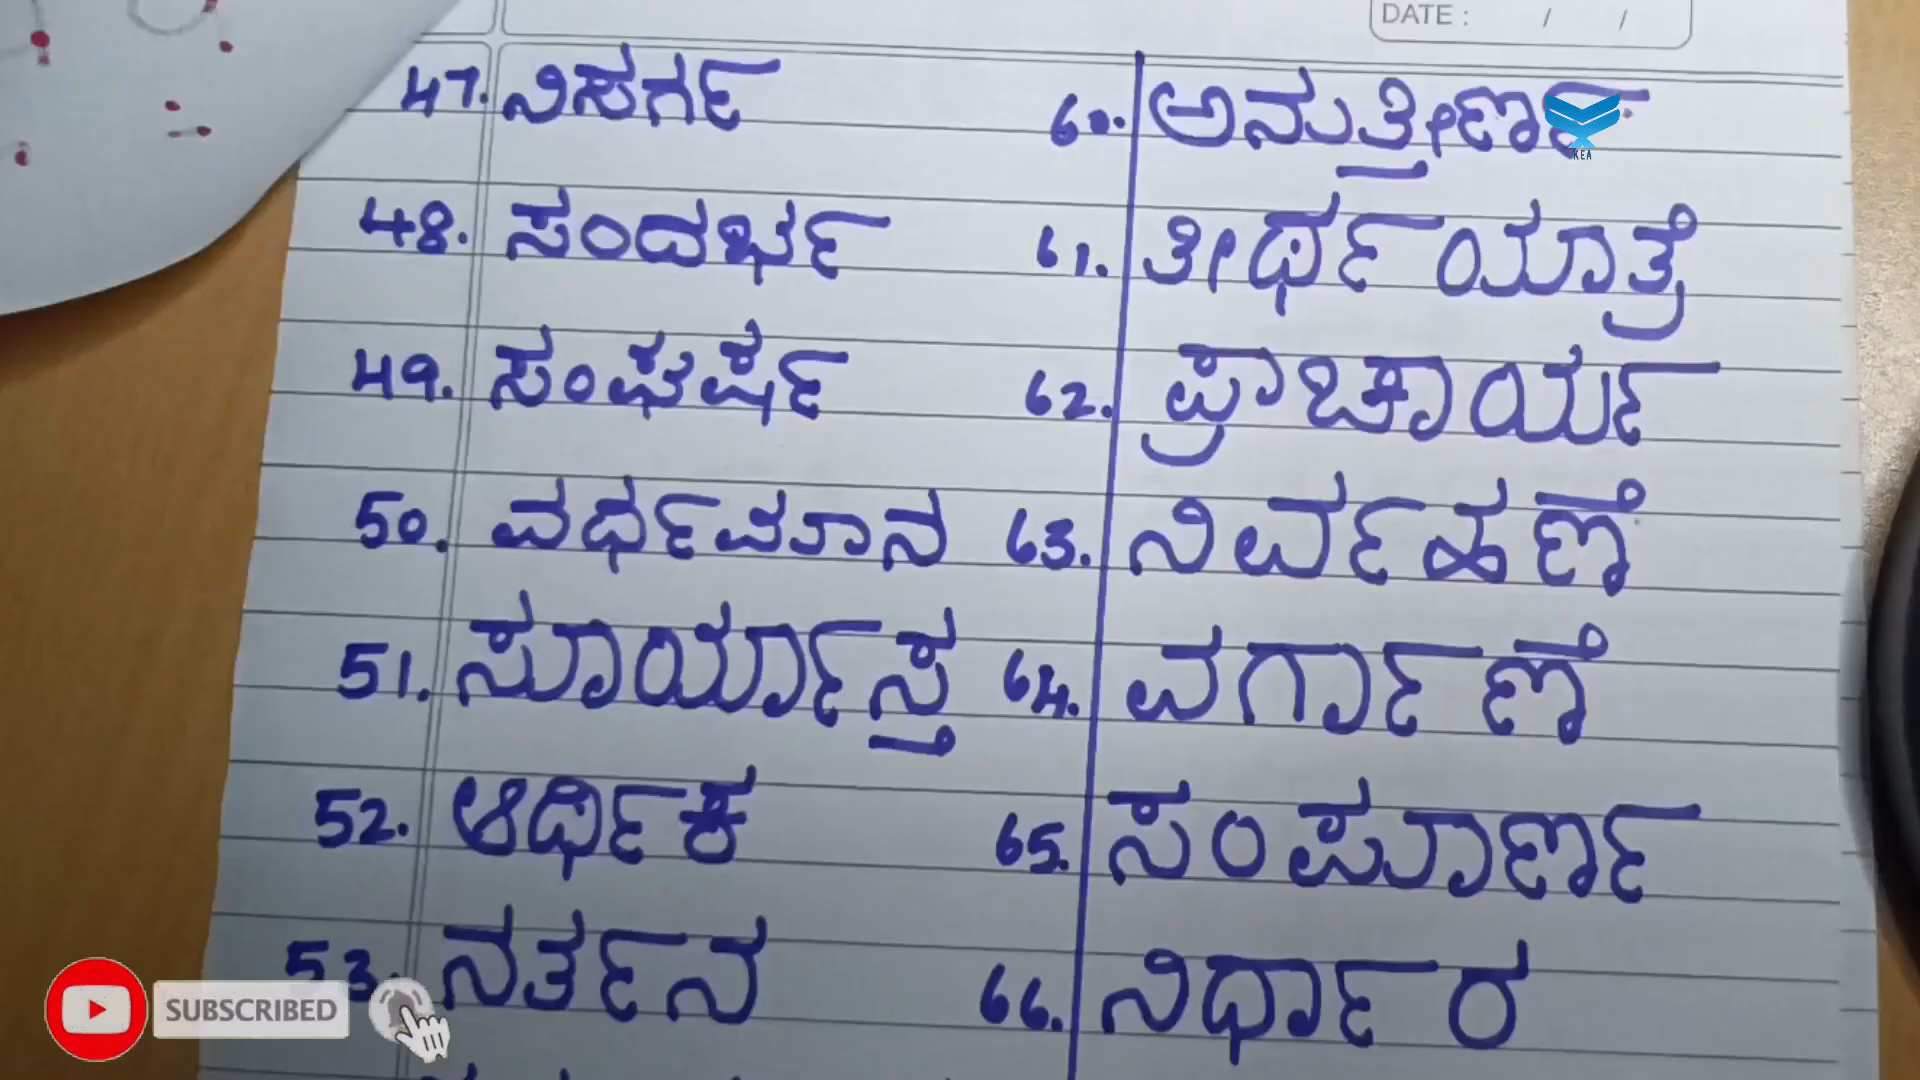 DATE : / /
47. ನಿಸರ್ಗ
48. ಸಂದರ್ಭ
49. ಸಂಘರ್ಷ
50. ವರ್ಧಮಾನ
51. ಸೂರ್ಯಾಸ್ತ
52. ಆರ್ಥಿಕ
53. ನರ್ತನ
60. ಅನುತ್ತೀರ್ಣ
61. ತೀರ್ಥಯಾತ್ರೆ
62. ಪ್ರಾಚಾರ್ಯ
63. ನಿರ್ವಹಣೆ
64. ವರ್ಗಾಣೆ
65. ಸಂಪೂರ್ಣ
66. ನಿರ್ಧಾರ
KEA
SUBSCRIBED